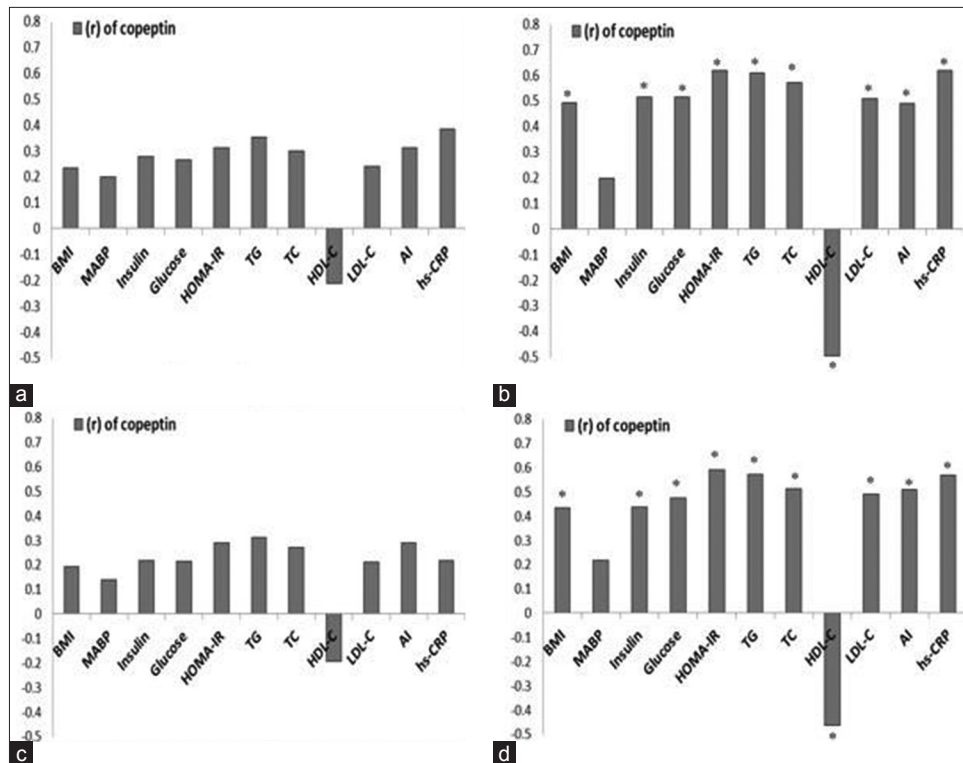 0.8
(r) of copeptin
0.7
0.6
0.5
0.4
0.3
0.2
0.1
0
-0.1
-0.2
-0.3
-0.4
-0.5
BMI
MABP
Insulin
Glucose
HOMA-IR
TG
TC
HDL-C
LDL-C
AI
hs-CRP
a
0.8
(r) of copeptin
0.7
0.6
0.5
0.4
0.3
0.2
0.1
0
-0.1
-0.2
-0.3
-0.4
-0.5
* * * * * * * * * *
BMI
MABP
Insulin
Glucose
HOMA-IR
TG
TC
HDL-C
LDL-C
AI
hs-CRP
b
0.8
(r) of copeptin
0.7
0.6
0.5
0.4
0.3
0.2
0.1
0
-0.1
-0.2
-0.3
-0.4
-0.5
BMI
MABP
Insulin
Glucose
HOMA-IR
TG
TC
HDL-C
LDL-C
AI
hs-CRP
c
0.8
(r) of copeptin
0.7
0.6
0.5
0.4
0.3
0.2
0.1
0
-0.1
-0.2
-0.3
-0.4
-0.5
* * * * * * * * * *
BMI
MABP
Insulin
Glucose
HOMA-IR
TG
TC
HDL-C
LDL-C
AI
hs-CRP
d